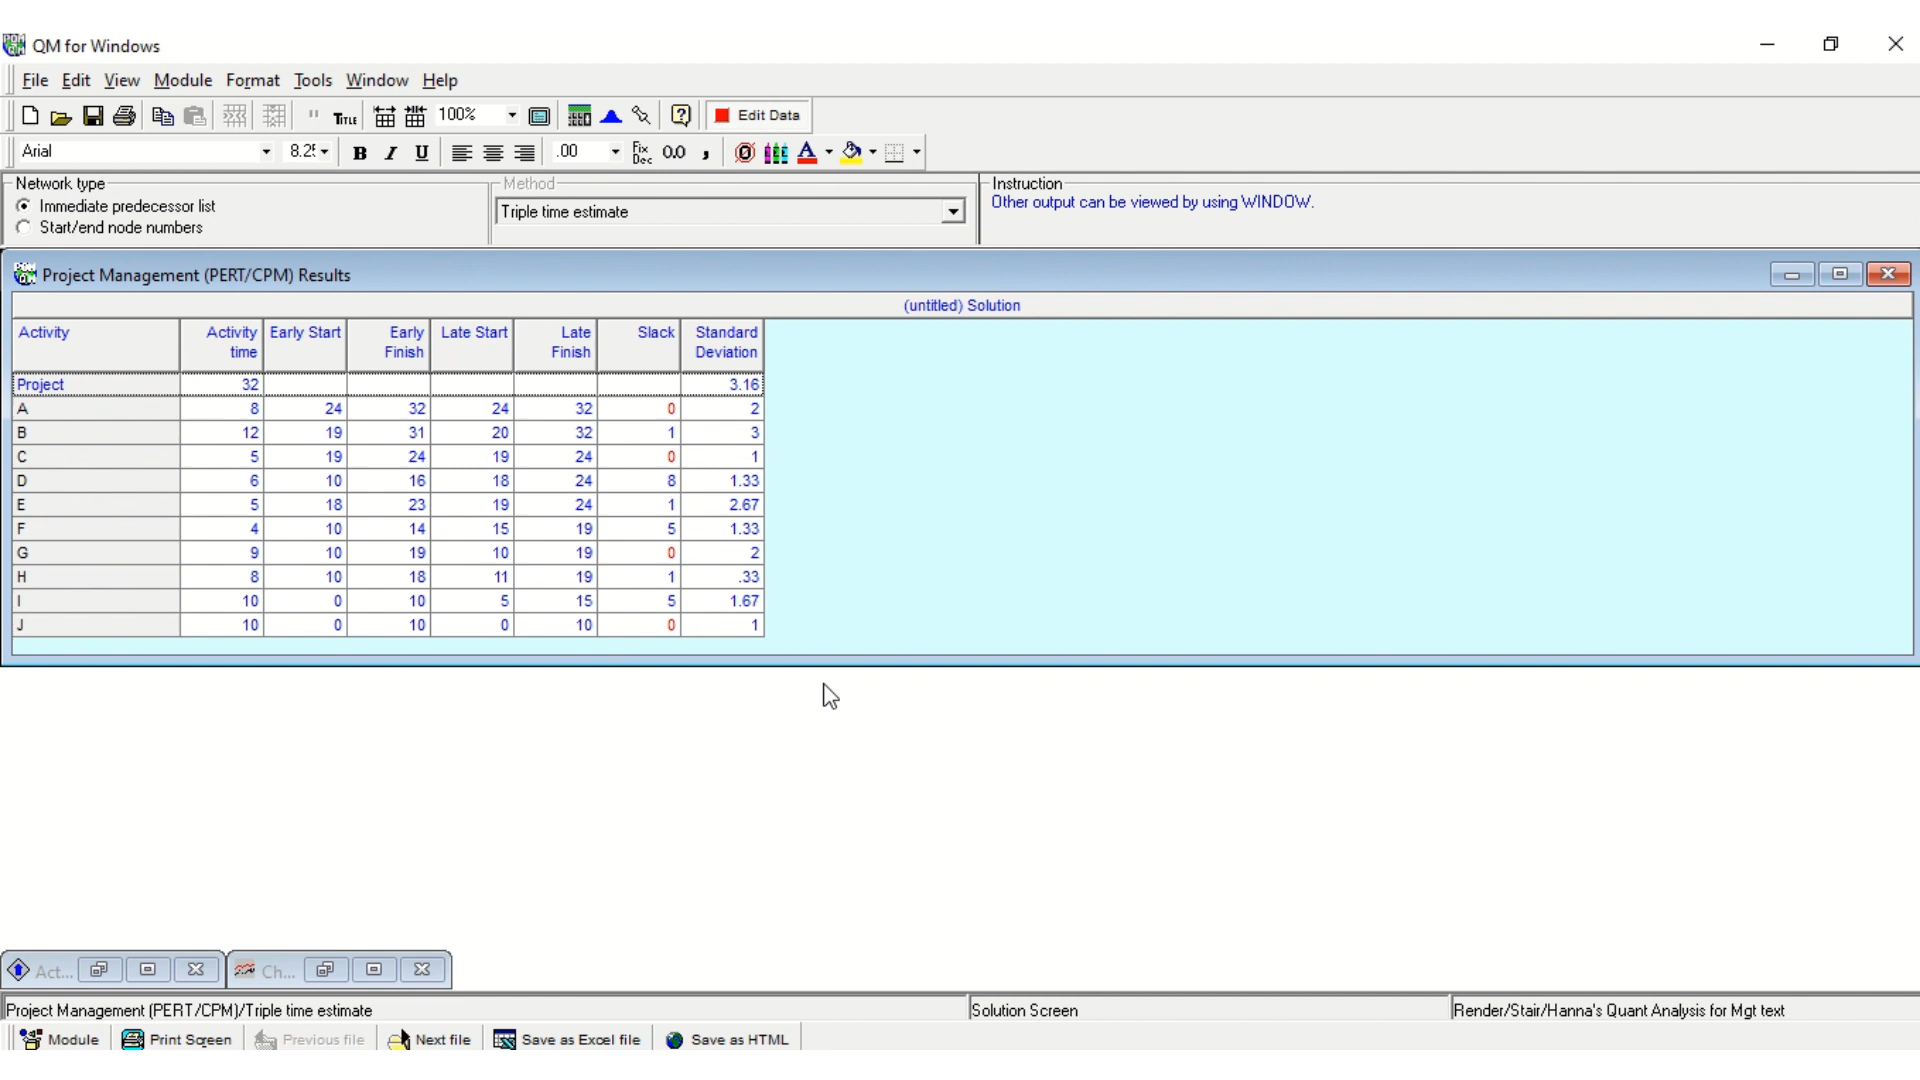 QM for Windows
File Edit View Module Format Tools Window Help
TITLE 100% Edit Data
Arial 8.2 B I U .00 Fix Dec 0.0 , A
Network type
Immediate predecessor list
Start/end node numbers
Method
Triple time estimate
Instruction
Other output can be viewed by using WINDOW.
Project Management (PERT/CPM) Results
(untitled) Solution
Activity Activity time Early Start Early Finish Late Start Late Finish Slack Standard Deviation
Project 32 3.16
A 8 24 32 24 32 0 2
B 12 19 31 20 32 1 3
C 5 19 24 19 24 0 1
D 6 10 16 18 24 8 1.33
E 5 18 23 19 24 1 2.67
F 4 10 14 15 19 5 1.33
G 9 10 19 10 19 0 2
H 8 10 18 11 19 1 .33
I 10 0 10 5 15 5 1.67
J 10 0 10 0 10 0 1
Act... Ch...
Project Management (PERT/CPM)/Triple time estimate Solution Screen Render/Stair/Hanna's Quant Analysis for Mgt text
Module Print Screen Previous file Next file Save as Excel file Save as HTML